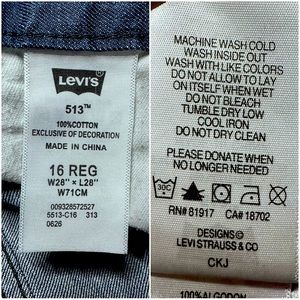 LEVI'S
513™
100%COTTON
EXCLUSIVE OF DECORATION
MADE IN CHINA
16 REG
W28" × L28"
W71CM
009328572527
5513-C16 313
0626
MACHINE WASH COLD
WASH INSIDE OUT
WASH WITH LIKE COLORS
DO NOT ALLOW TO LAY
ON ITSELF WHEN WET
DO NOT BLEACH
TUMBLE DRY LOW
COOL IRON
DO NOT DRY CLEAN
PLEASE DONATE WHEN
NO LONGER NEEDED
30C
RN# 81917 CA# 18702
DESIGNS©
LEVI STRAUSS & CO
CKJ
100% ALGODON